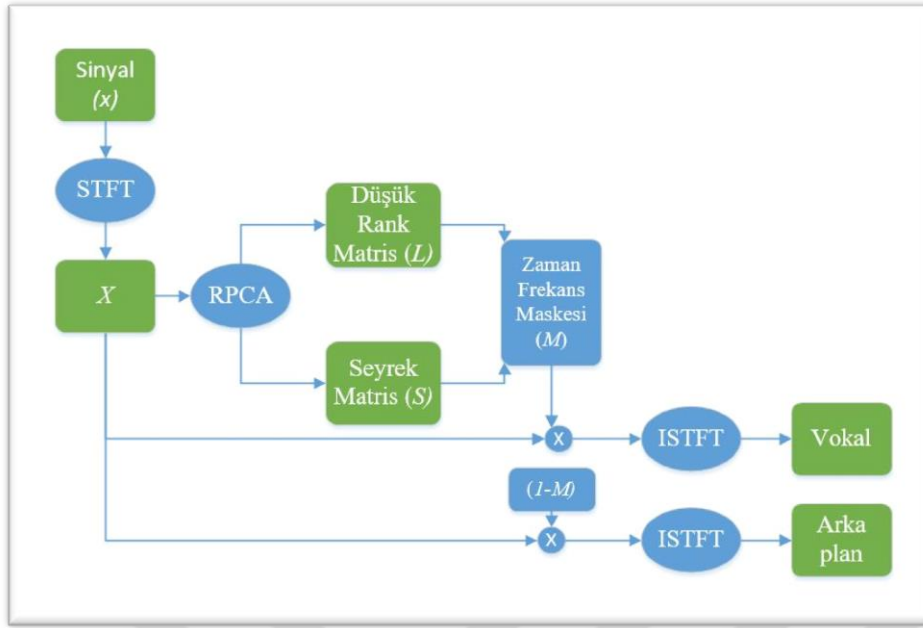 Sinyal
(x)
STFT
X
RPCA
Düşük
Rank
Matris (L)
Seyrek
Matris (S)
Zaman
Frekans
Maskesi
(M)
X
ISTFT
Vokal
(1-M)
X
ISTFT
Arka
plan